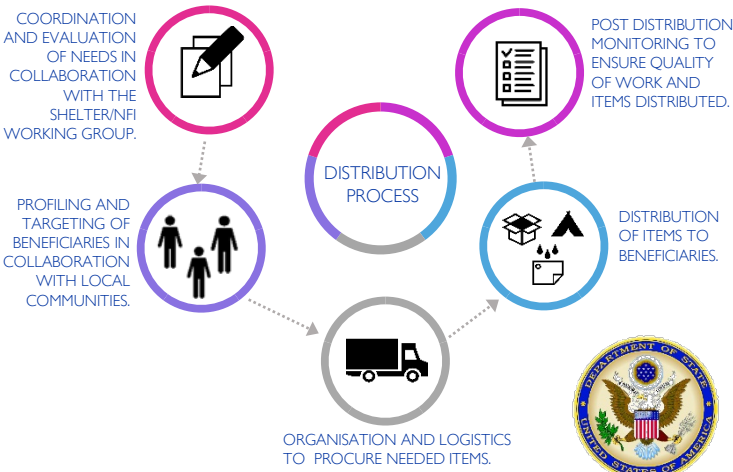 COORDINATION
AND EVALUATION
OF NEEDS IN
COLLABORATION
WITH THE
SHELTER/NFI
WORKING GROUP.
PROFILING AND
TARGETING OF
BENEFICIARIES IN
COLLABORATION
WITH LOCAL
COMMUNITIES.
DISTRIBUTION
PROCESS
ORGANISATION AND LOGISTICS
TO PROCURE NEEDED ITEMS.
DISTRIBUTION
OF ITEMS TO
BENEFICIARIES.
POST DISTRIBUTION
MONITORING TO
ENSURE QUALITY
OF WORK AND
ITEMS DISTRIBUTED.
DEPARTMENT OF STATE
UNITED STATES OF AMERICA